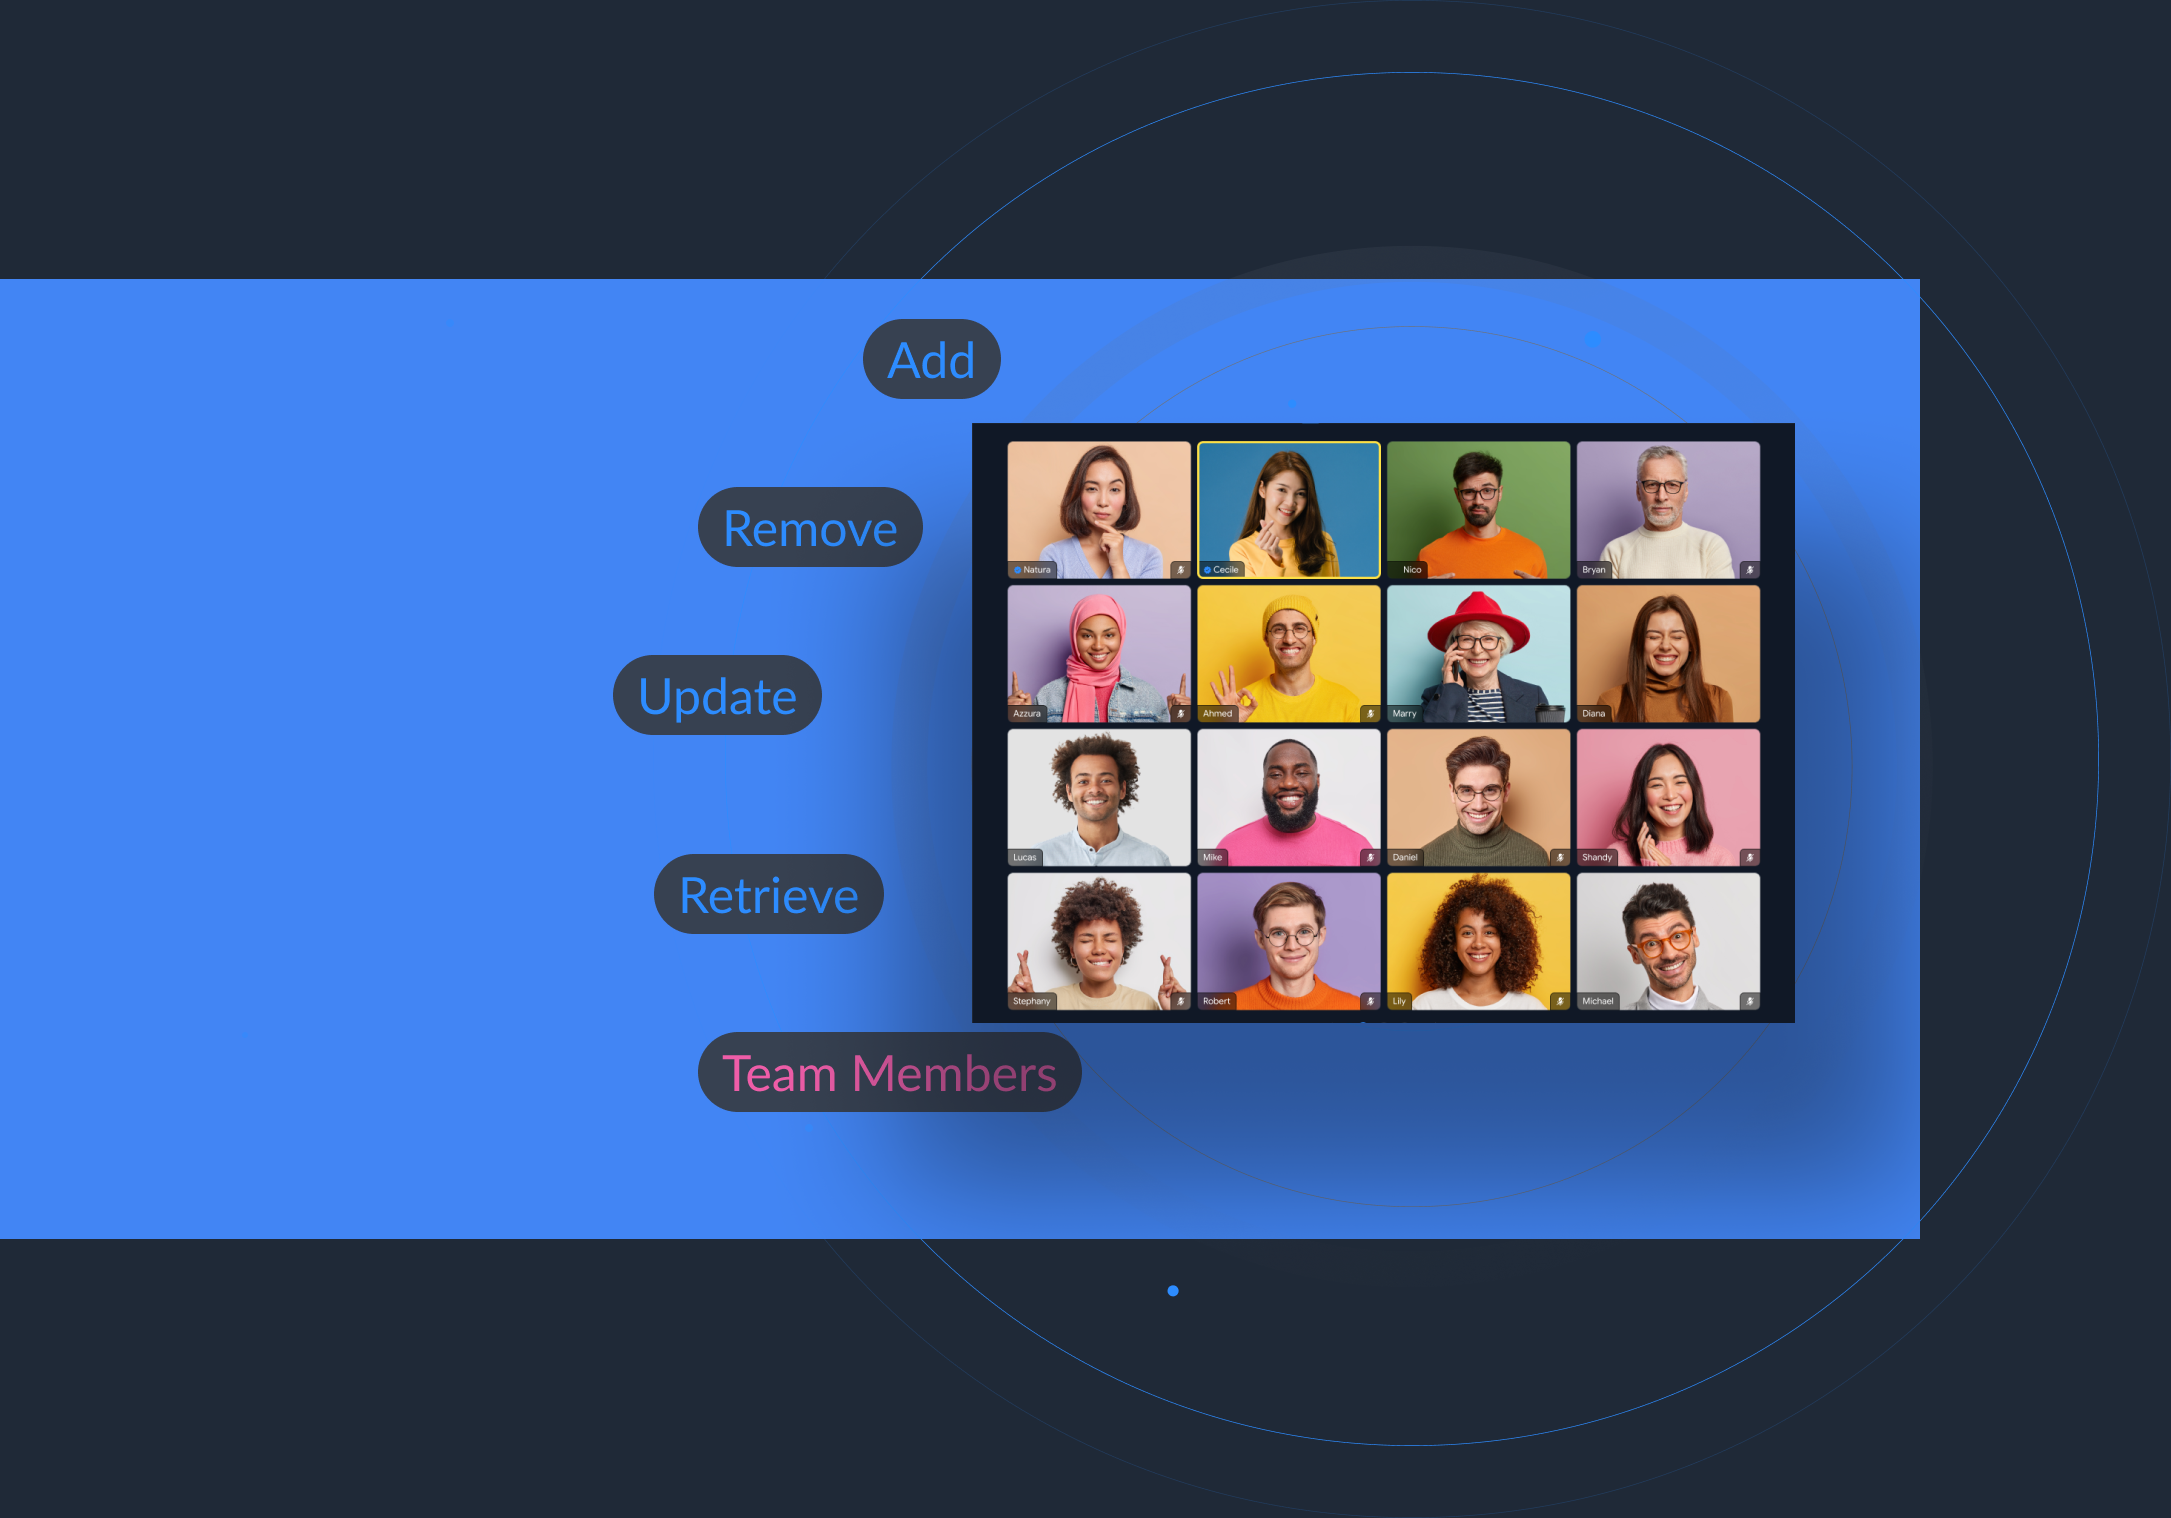 Add
Remove
Update
Retrieve
Team Members
Natura
Cecile
Nico
Bryan
Azzura
Ahmed
Marry
Diana
Lucas
Mike
Daniel
Shandy
Stephany
Robert
Lily
Michael